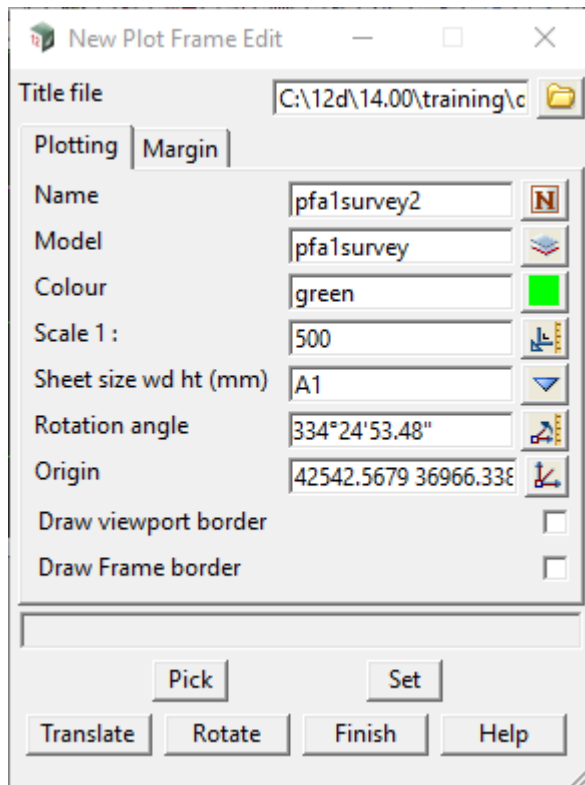 New Plot Frame Edit
Title file C:\12d\14.00\training\c
Plotting Margin
Name pfa1survey2 N
Model pfa1survey
Colour green
Scale 1 : 500
Sheet size wd ht (mm) A1
Rotation angle 334°24'53.48"
Origin 42542.5679 36966.338
Draw viewport border
Draw Frame border
Pick Set
Translate Rotate Finish Help